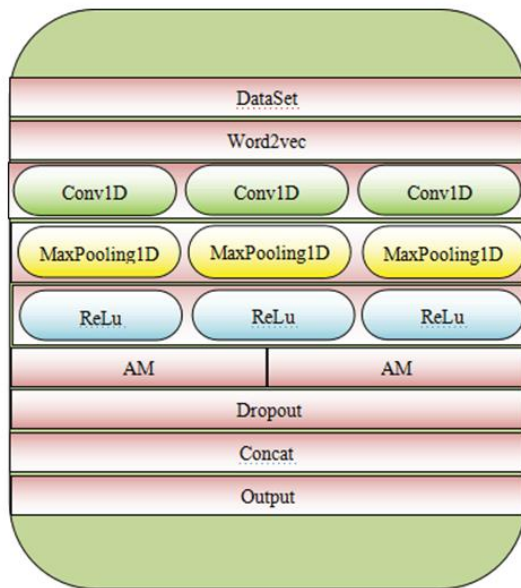 DataSet
Word2vec
Conv1D Conv1D Conv1D
MaxPooling1D MaxPooling1D MaxPooling1D
ReLu ReLu ReLu
AM AM
Dropout
Concat
Output